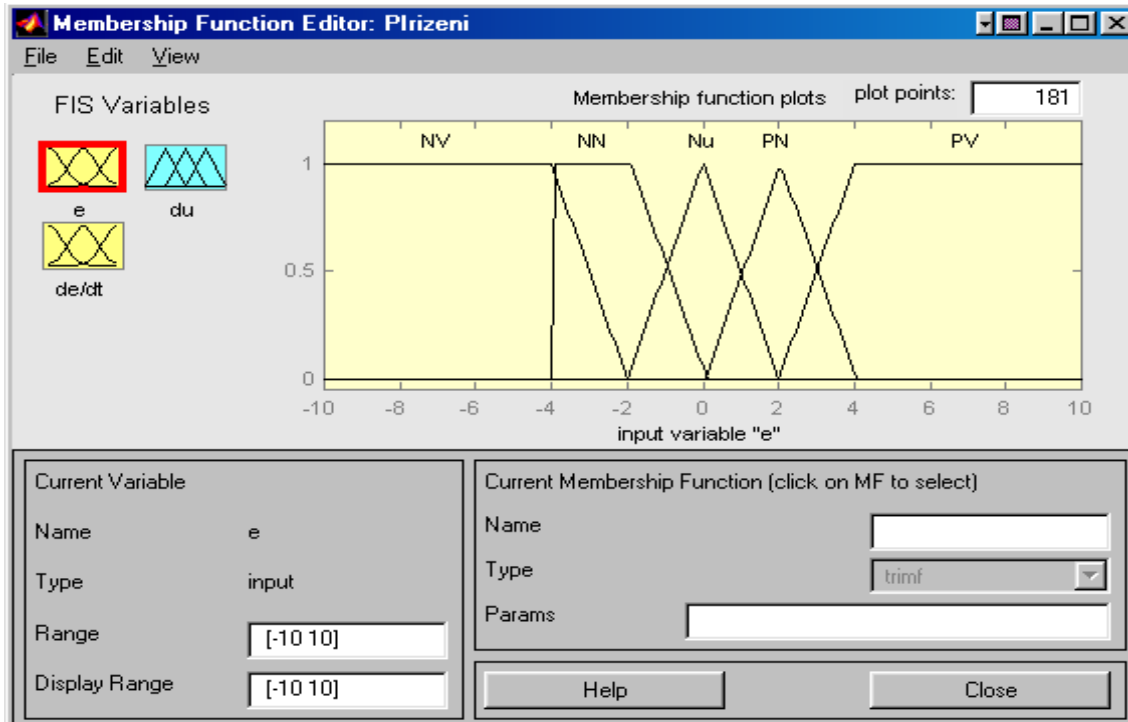 Membership Function Editor: PIrizeni
File Edit View
FIS Variables
Membership function plots plot points: 181
e du
de/dt
NV NN Nu PN PV
1
0.5
0
-10 -8 -6 -4 -2 0 2 4 6 8 10
input variable "e"
Current Variable
Name e
Type input
Range [-10 10]
Display Range [-10 10]
Current Membership Function (click on MF to select)
Name
Type trimf
Params
Help Close